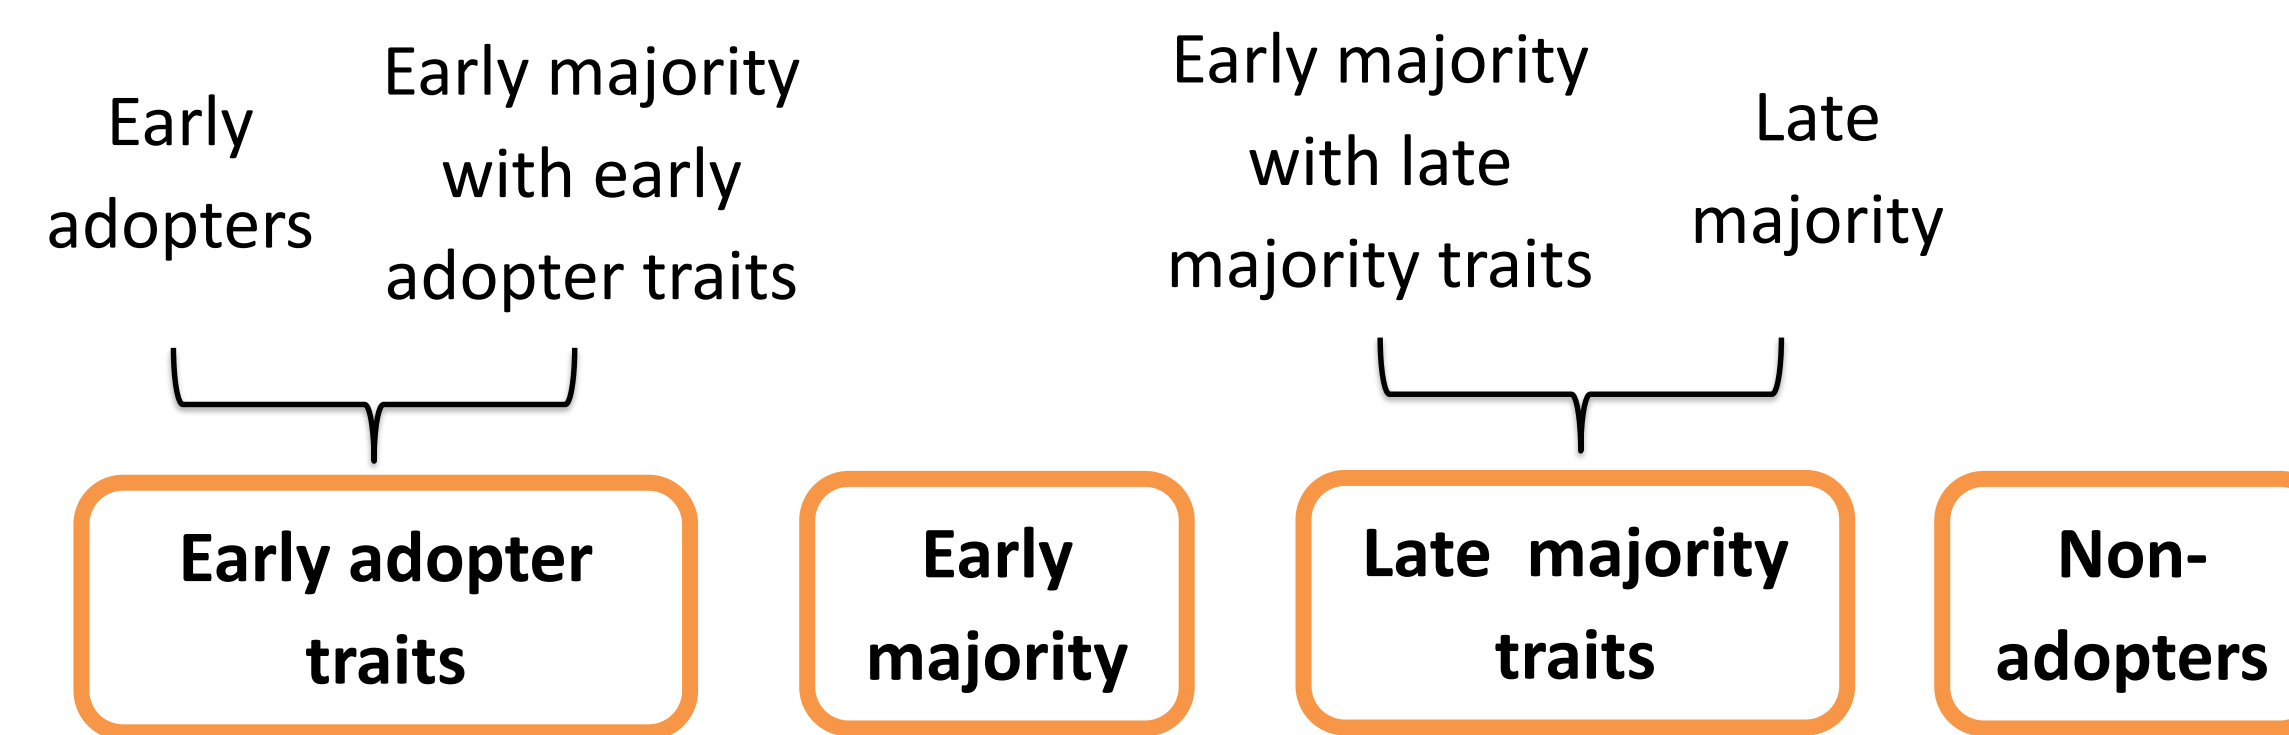 Early
adopters
Early majority
with early
adopter traits
Early majority
with late
majority traits
Late
majority
Early adopter
traits
Early
majority
Late  majority
traits
Non-
adopters